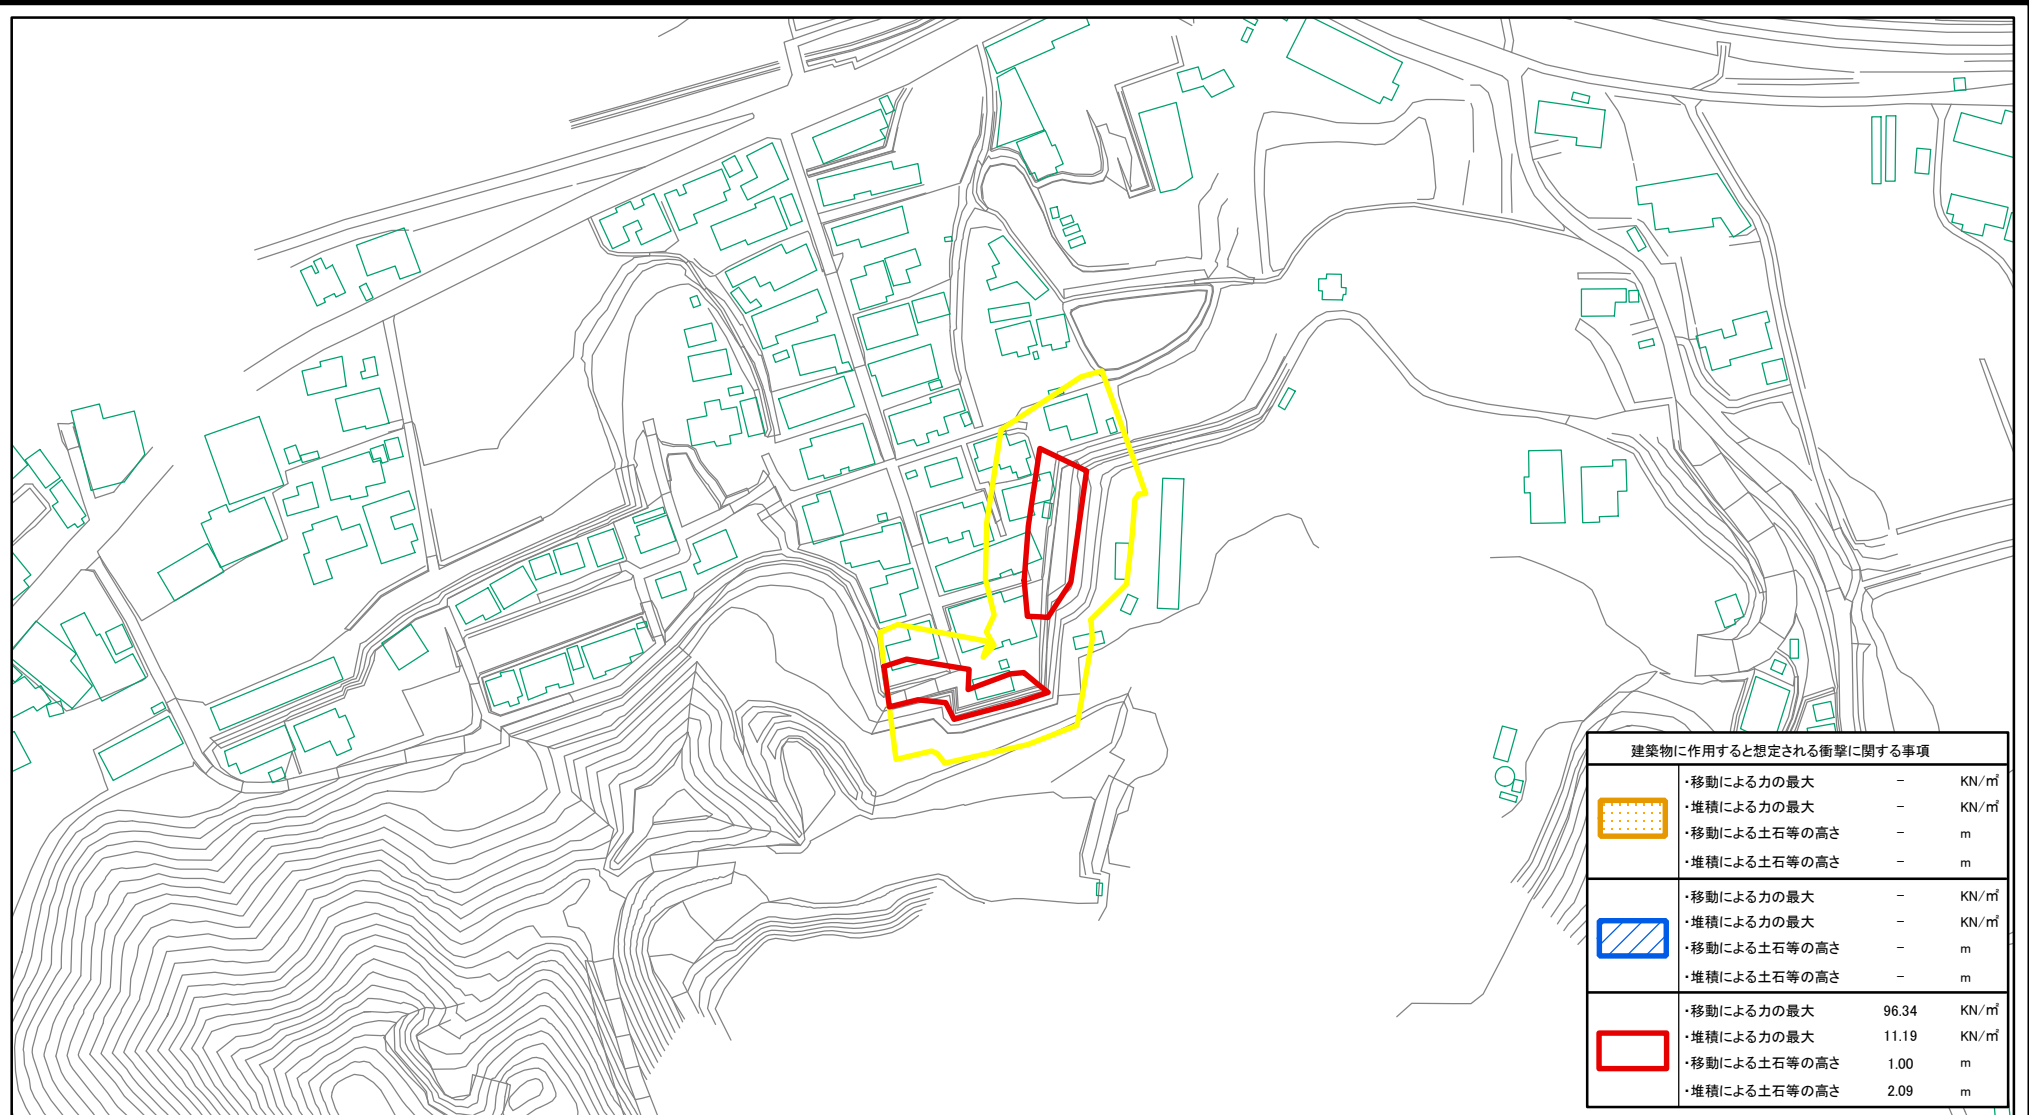 建築物に作用すると想定される衝撃に関する事項
・移動による力の最大 － KN/㎡
・堆積による力の最大 － KN/㎡
・移動による土石等の高さ － m
・堆積による土石等の高さ － m
・移動による力の最大 － KN/㎡
・堆積による力の最大 － KN/㎡
・移動による土石等の高さ － m
・堆積による土石等の高さ － m
・移動による力の最大 96.34 KN/㎡
・堆積による力の最大 11.19 KN/㎡
・移動による土石等の高さ 1.00 m
・堆積による土石等の高さ 2.09 m